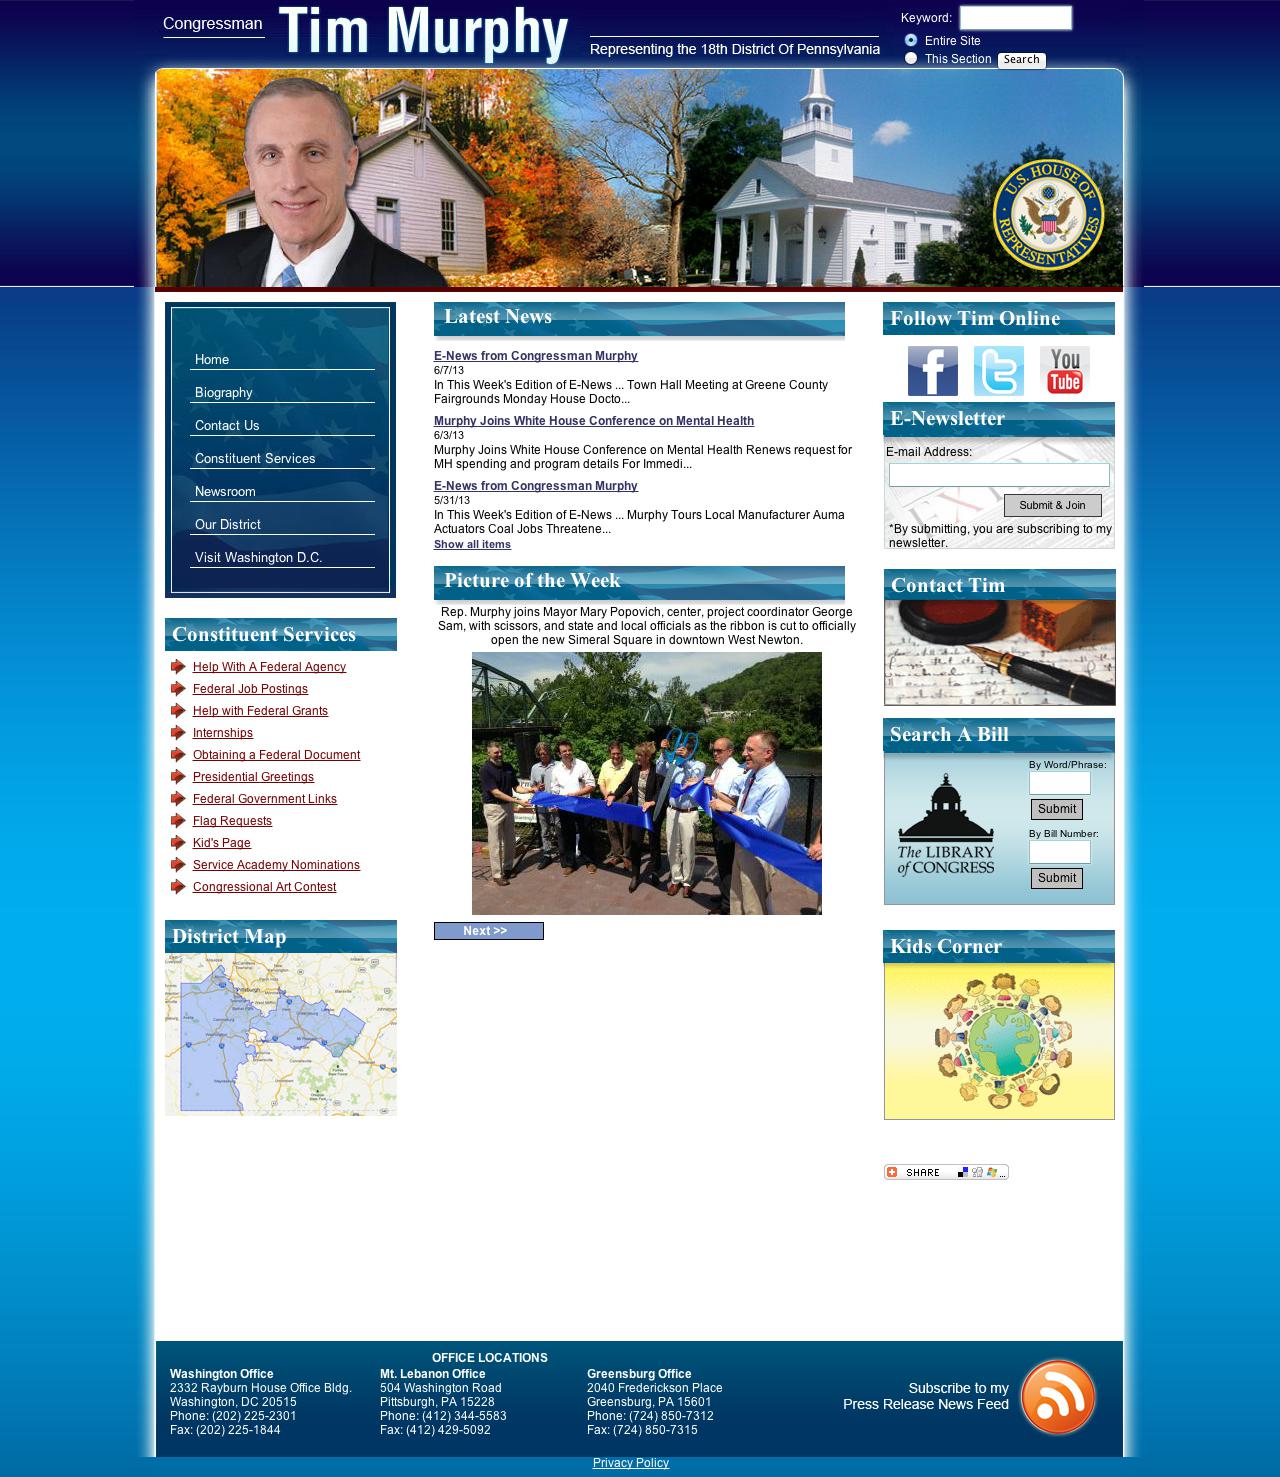 Congressman
Tim Murphy
Representing the 18th District Of Pennsylvania
Keyword:
Entire Site
This Section
Search
U.S. HOUSE OF
REPRESENTATIVES
Home
Biography
Contact Us
Constituent Services
Newsroom
Our District
Visit Washington D.C.
Constituent Services
Help With A Federal Agency
Federal Job Postings
Help with Federal Grants
Internships
Obtaining a Federal Document
Presidential Greetings
Federal Government Links
Flag Requests
Kid's Page
Service Academy Nominations
Congressional Art Contest
District Map
Pittsburgh
Latest News
E-News from Congressman Murphy
6/7/13
In This Week's Edition of E-News ... Town Hall Meeting at Greene County
Fairgrounds Monday House Docto...
Murphy Joins White House Conference on Mental Health
6/3/13
Murphy Joins White House Conference on Mental Health Renews request for
MH spending and program details For Immedi...
E-News from Congressman Murphy
5/31/13
In This Week's Edition of E-News ... Murphy Tours Local Manufacturer Auma
Actuators Coal Jobs Threatene...
Show all items
Picture of the Week
Rep. Murphy joins Mayor Mary Popovich, center, project coordinator George
Sam, with scissors, and state and local officials as the ribbon is cut to officially
open the new Simeral Square in downtown West Newton.
Next >>
Follow Tim Online
f
t
You
Tube
E-Newsletter
E-mail Address:
Submit & Join
*By submitting, you are subscribing to my
newsletter.
Contact Tim
Search A Bill
By Word/Phrase:
Submit
By Bill Number:
Submit
The LIBRARY
of CONGRESS
Kids Corner
SHARE
...
OFFICE LOCATIONS
Washington Office
2332 Rayburn House Office Bldg.
Washington, DC 20515
Phone: (202) 225-2301
Fax: (202) 225-1844
Mt. Lebanon Office
504 Washington Road
Pittsburgh, PA 15228
Phone: (412) 344-5583
Fax: (412) 429-5092
Greensburg Office
2040 Frederickson Place
Greensburg, PA 15601
Phone: (724) 850-7312
Fax: (724) 850-7315
Subscribe to my
Press Release News Feed
Privacy Policy